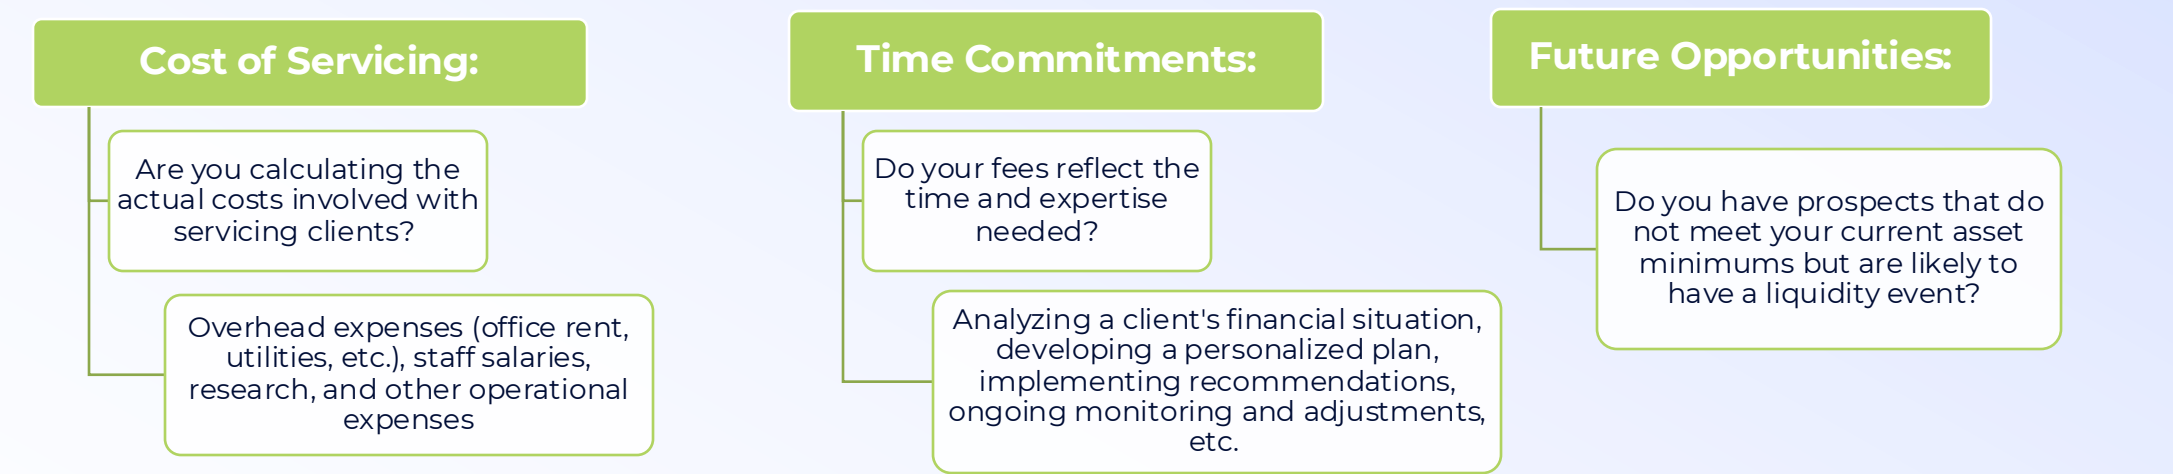 Cost of Servicing:
Are you calculating the
actual costs involved with
servicing clients?
Overhead expenses (office rent,
utilities, etc.), staff salaries,
research, and other operational
expenses
Time Commitments:
Do your fees reflect the
time and expertise
needed?
Analyzing a client's financial situation,
developing a personalized plan,
implementing recommendations,
ongoing monitoring and adjustments,
etc.
Future Opportunities:
Do you have prospects that do
not meet your current asset
minimums but are likely to
have a liquidity event?